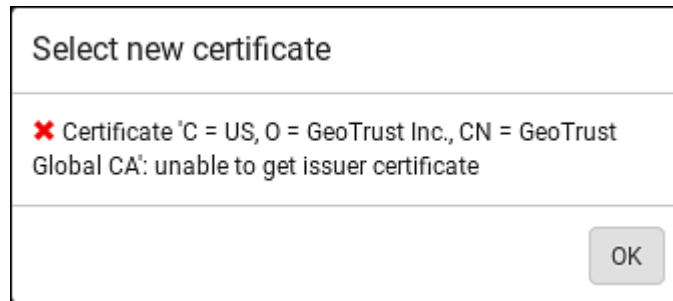 Select new certificate
✖ Certificate 'C = US, O = GeoTrust Inc., CN = GeoTrust
Global CA': unable to get issuer certificate
OK